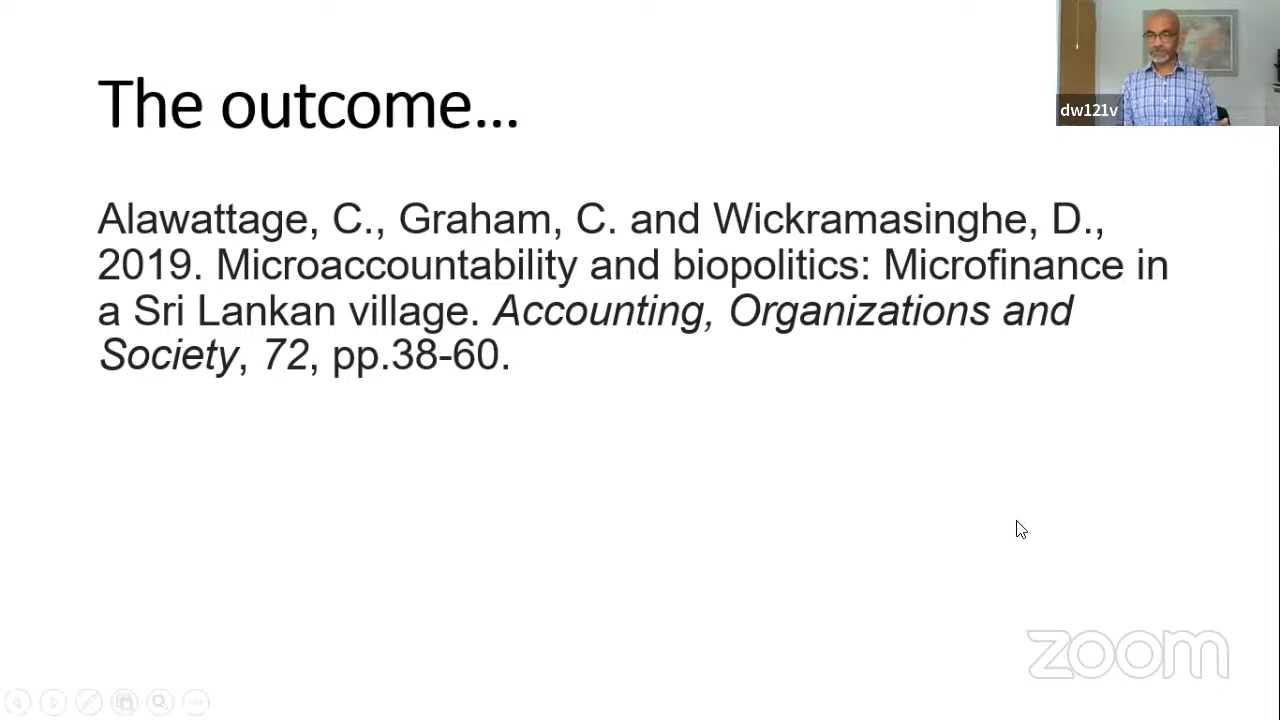 The outcome...
dw121v
Alawattage, C., Graham, C. and Wickramasinghe, D.,
2019. Microaccountability and biopolitics: Microfinance in
a Sri Lankan village. Accounting, Organizations and
Society, 72, pp.38-60.
zoom